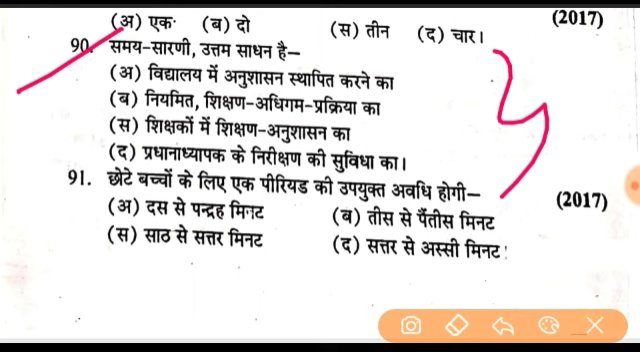 (अ) एक (ब) दो (स) तीन (द) चार। (2017)
90. समय-सारणी, उत्तम साधन है—
(अ) विद्यालय में अनुशासन स्थापित करने का
(ब) नियमित, शिक्षण-अधिगम-प्रक्रिया का
(स) शिक्षकों में शिक्षण-अनुशासन का
(द) प्रधानाध्यापक के निरीक्षण की सुविधा का।
91. छोटे बच्चों के लिए एक पीरियड की उपयुक्त अवधि होगी— (2017)
(अ) दस से पन्द्रह मिनट (ब) तीस से पैंतीस मिनट
(स) साठ से सत्तर मिनट (द) सत्तर से अस्सी मिनट